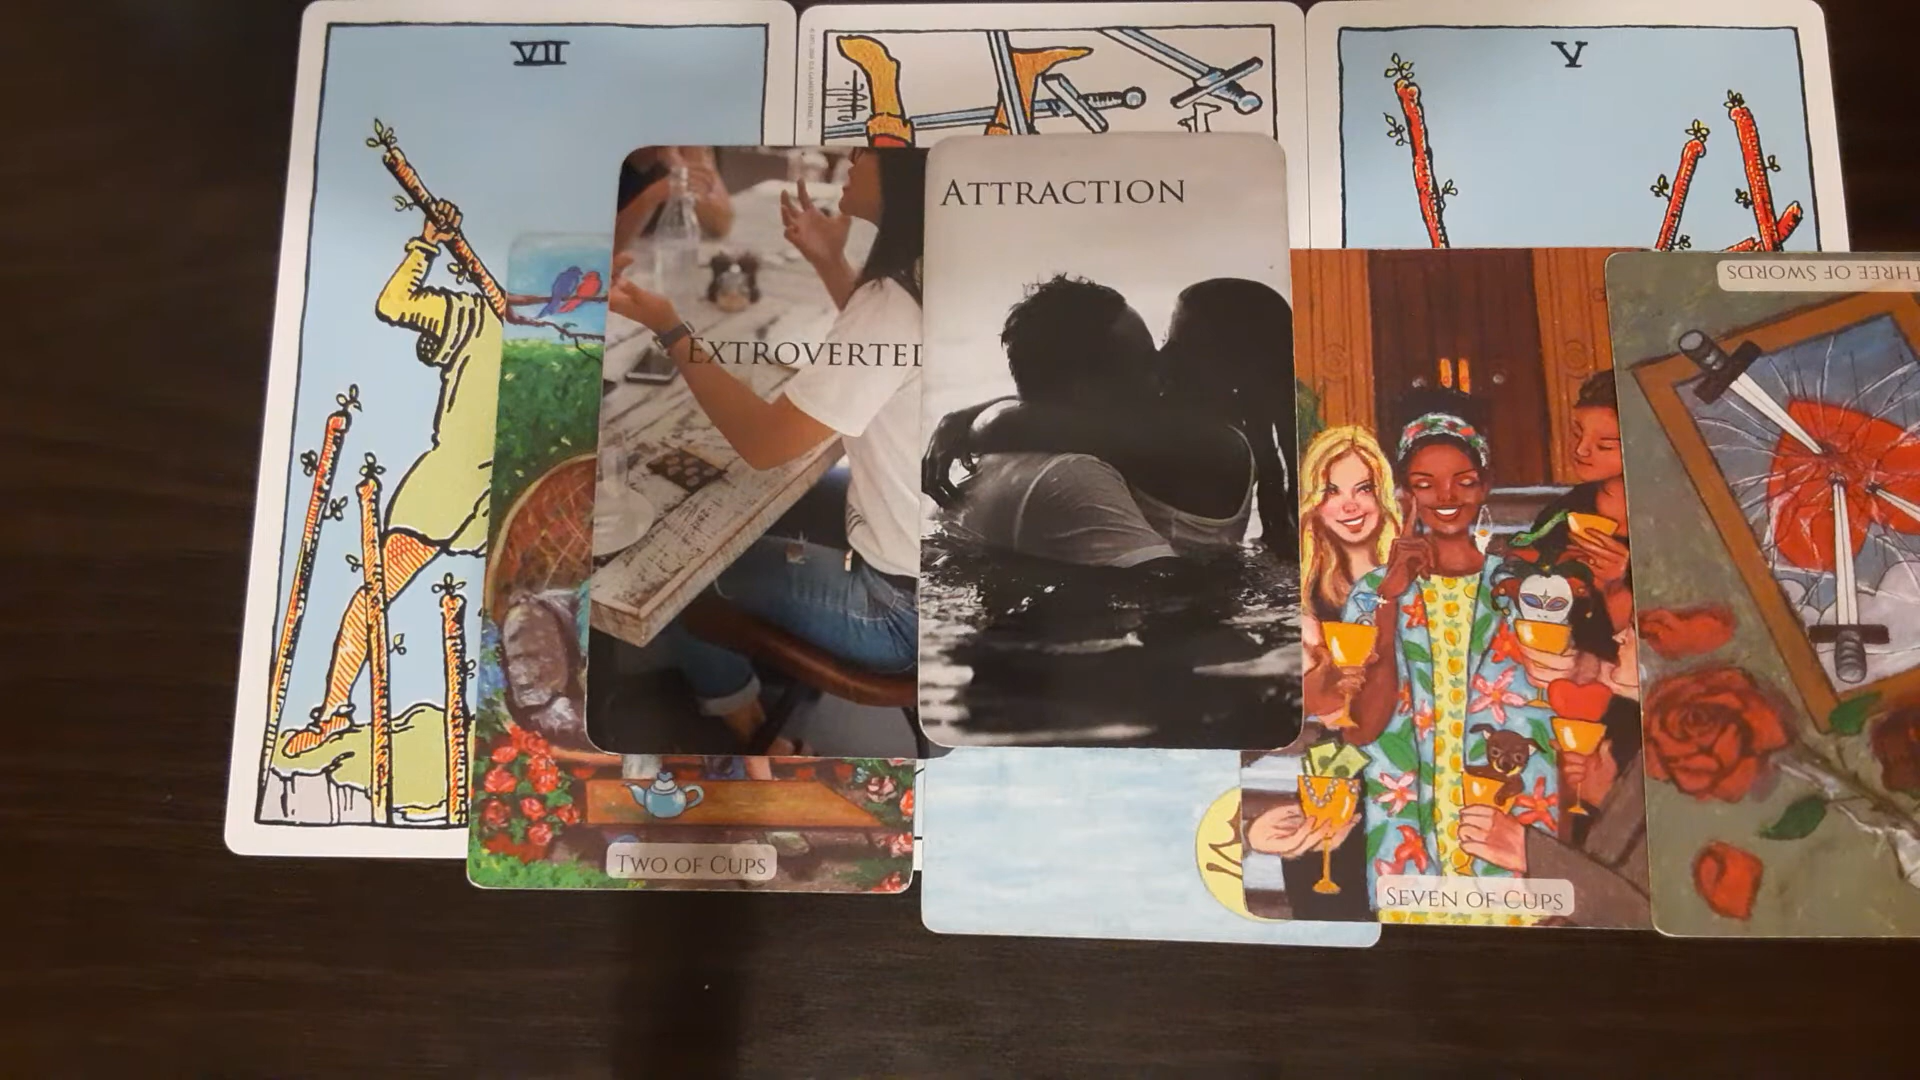 VII
V
ATTRACTION
THREE OF SWORDS
EXTROVERTED
TWO OF CUPS
SEVEN OF CUPS